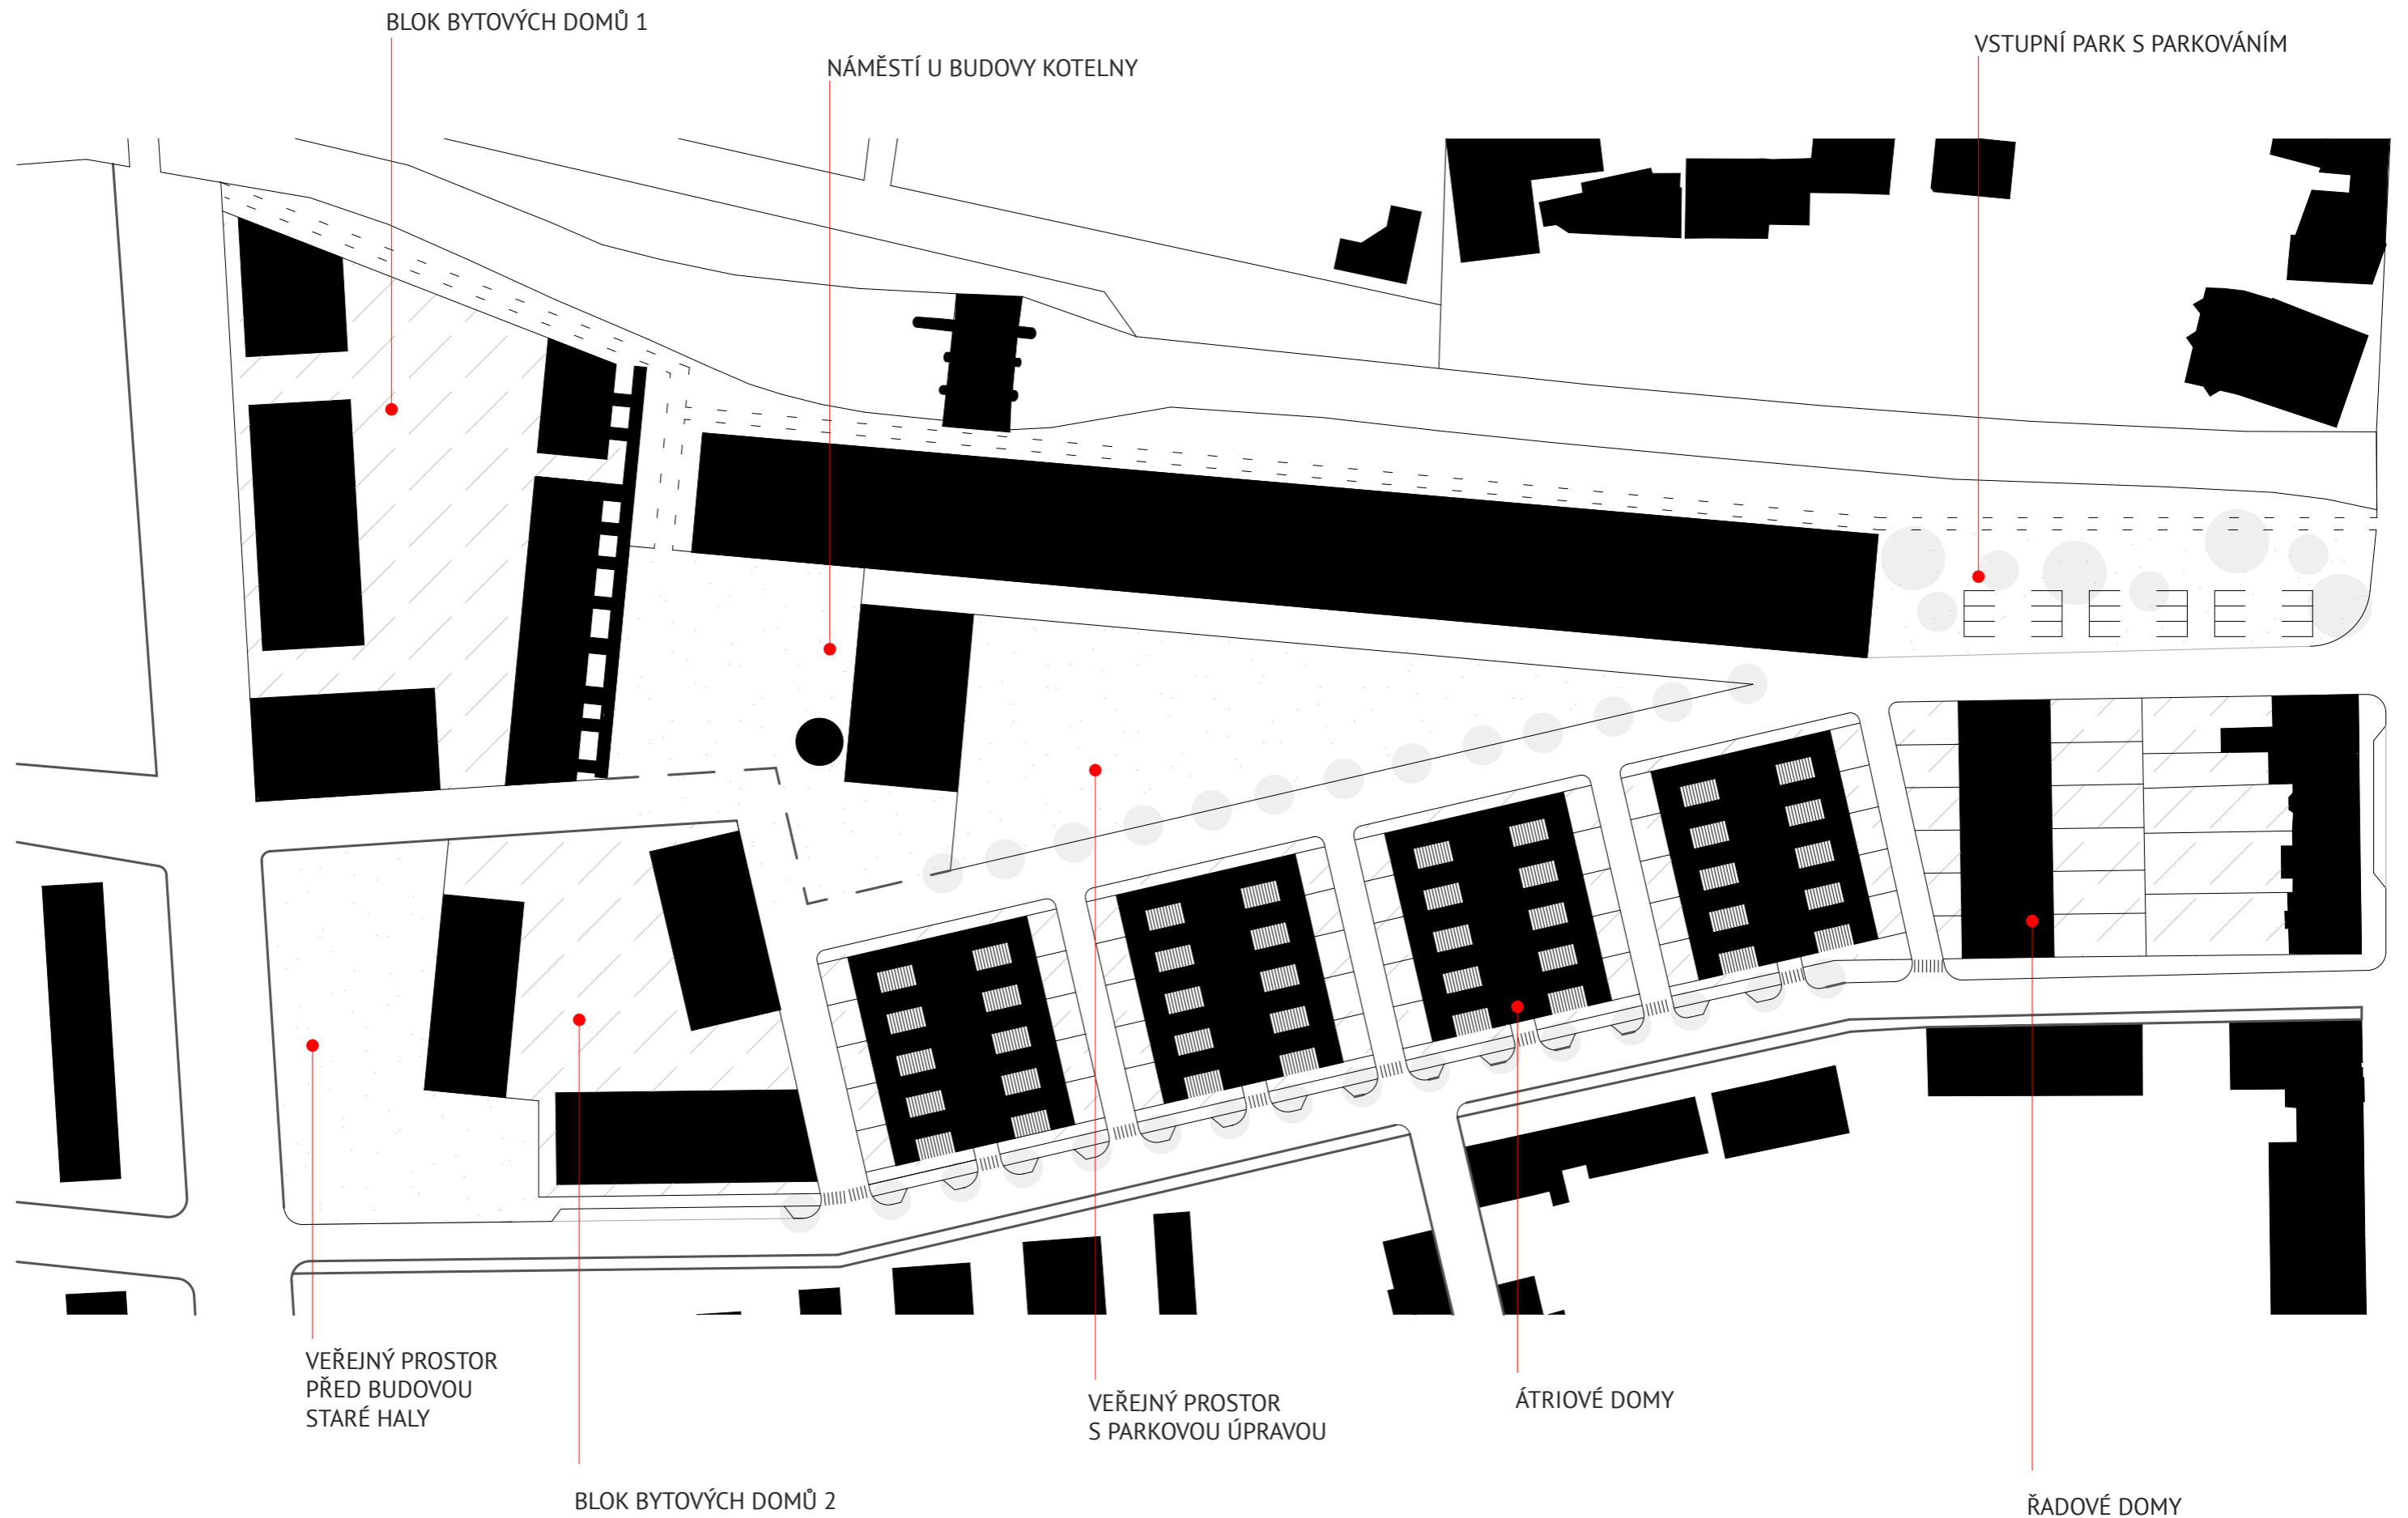 BLOK BYTOVÝCH DOMŮ 1
VSTUPNÍ PARK S PARKOVÁNÍM
NÁMĚSTÍ U BUDOVY KOTELNY
VEŘEJNÝ PROSTOR
PŘED BUDOVOU
STARÉ HALY
VEŘEJNÝ PROSTOR
S PARKOVOU ÚPRAVOU
ÁTRIOVÉ DOMY
BLOK BYTOVÝCH DOMŮ 2
ŘADOVÉ DOMY